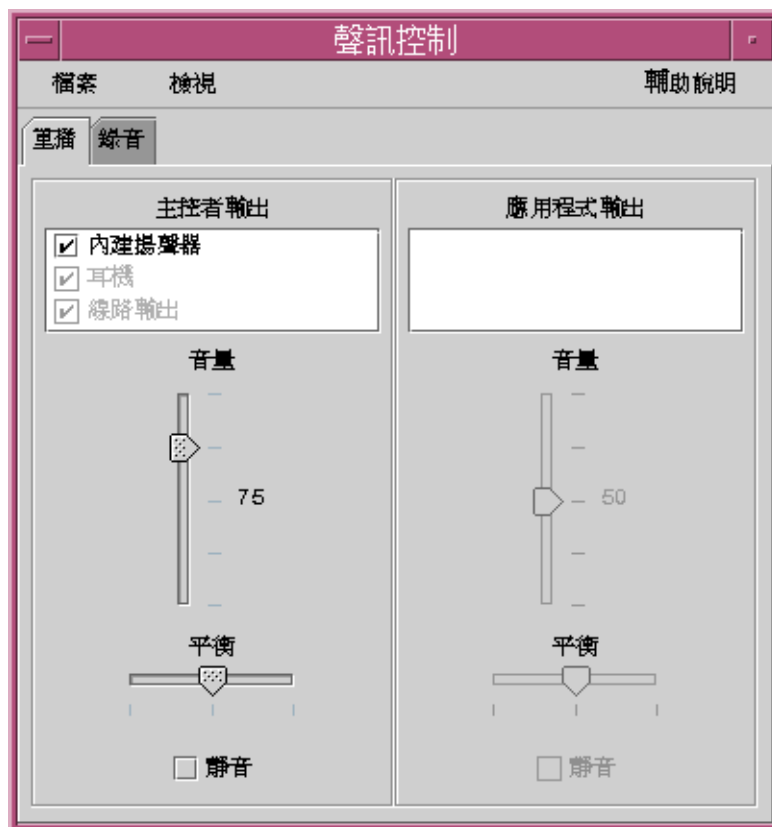 聲訊控制
檔案 檢視 輔助說明
重播 錄音
主控者輸出
內建揚聲器
耳機
線路輸出
音量
75
平衡
靜音
應用程式輸出
音量
50
平衡
靜音